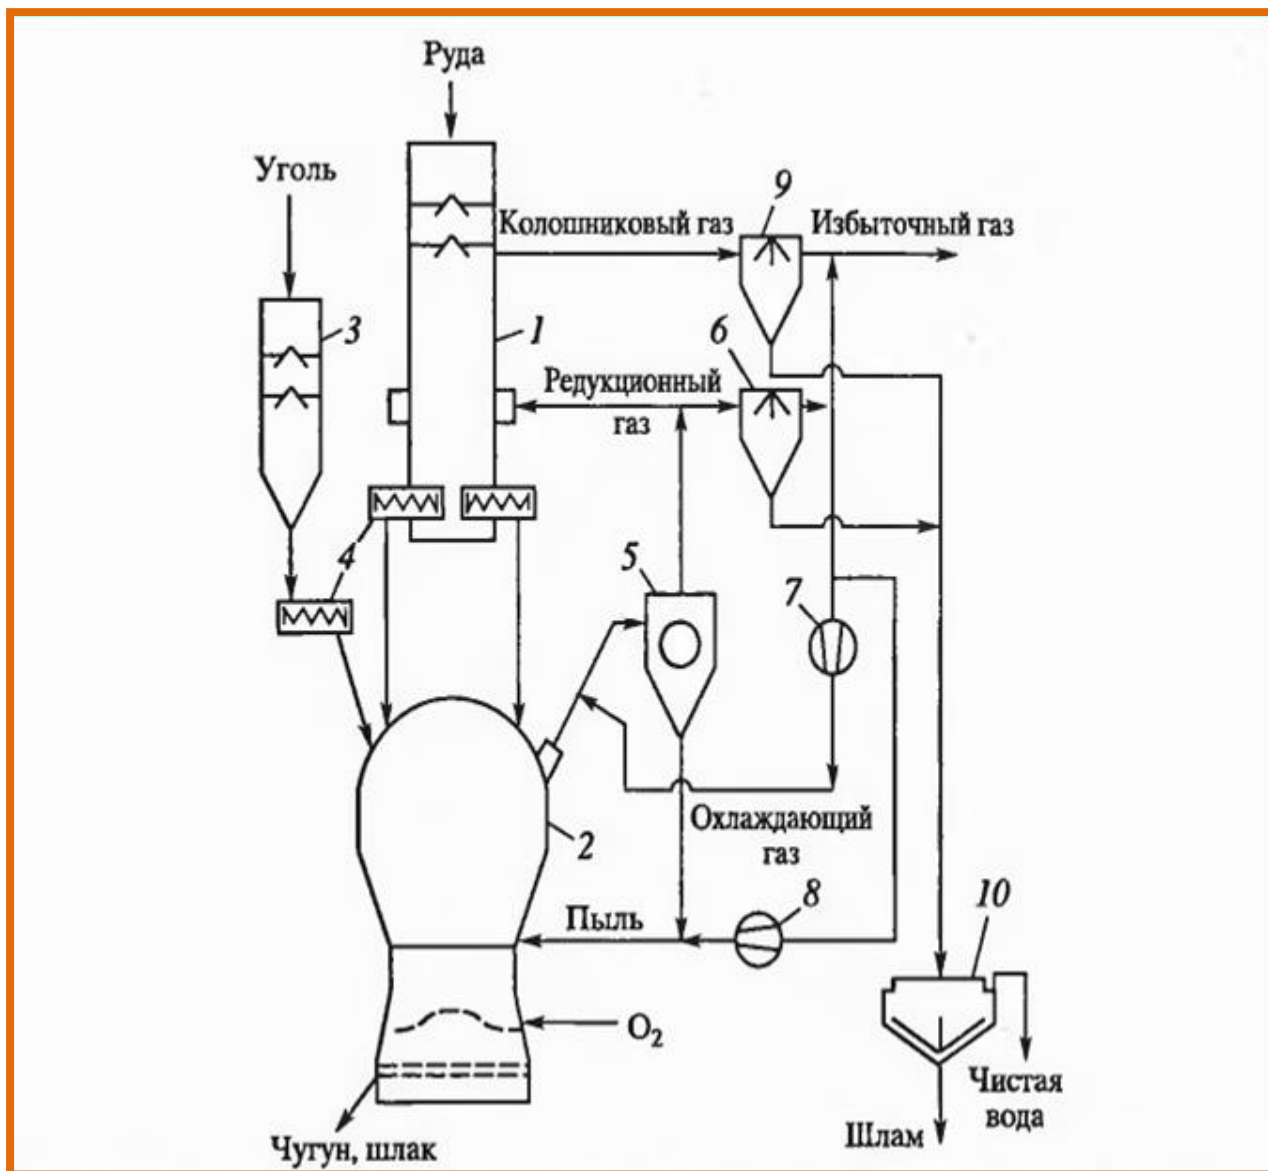 Руда
Уголь
9
Колошниковый газ
Избыточный газ
3
1
6
Редукционный
газ
4
5
7
Охлаждающий
газ
2
8
10
Пыль
O₂
Чистая
вода
Чугун, шлак
Шлам